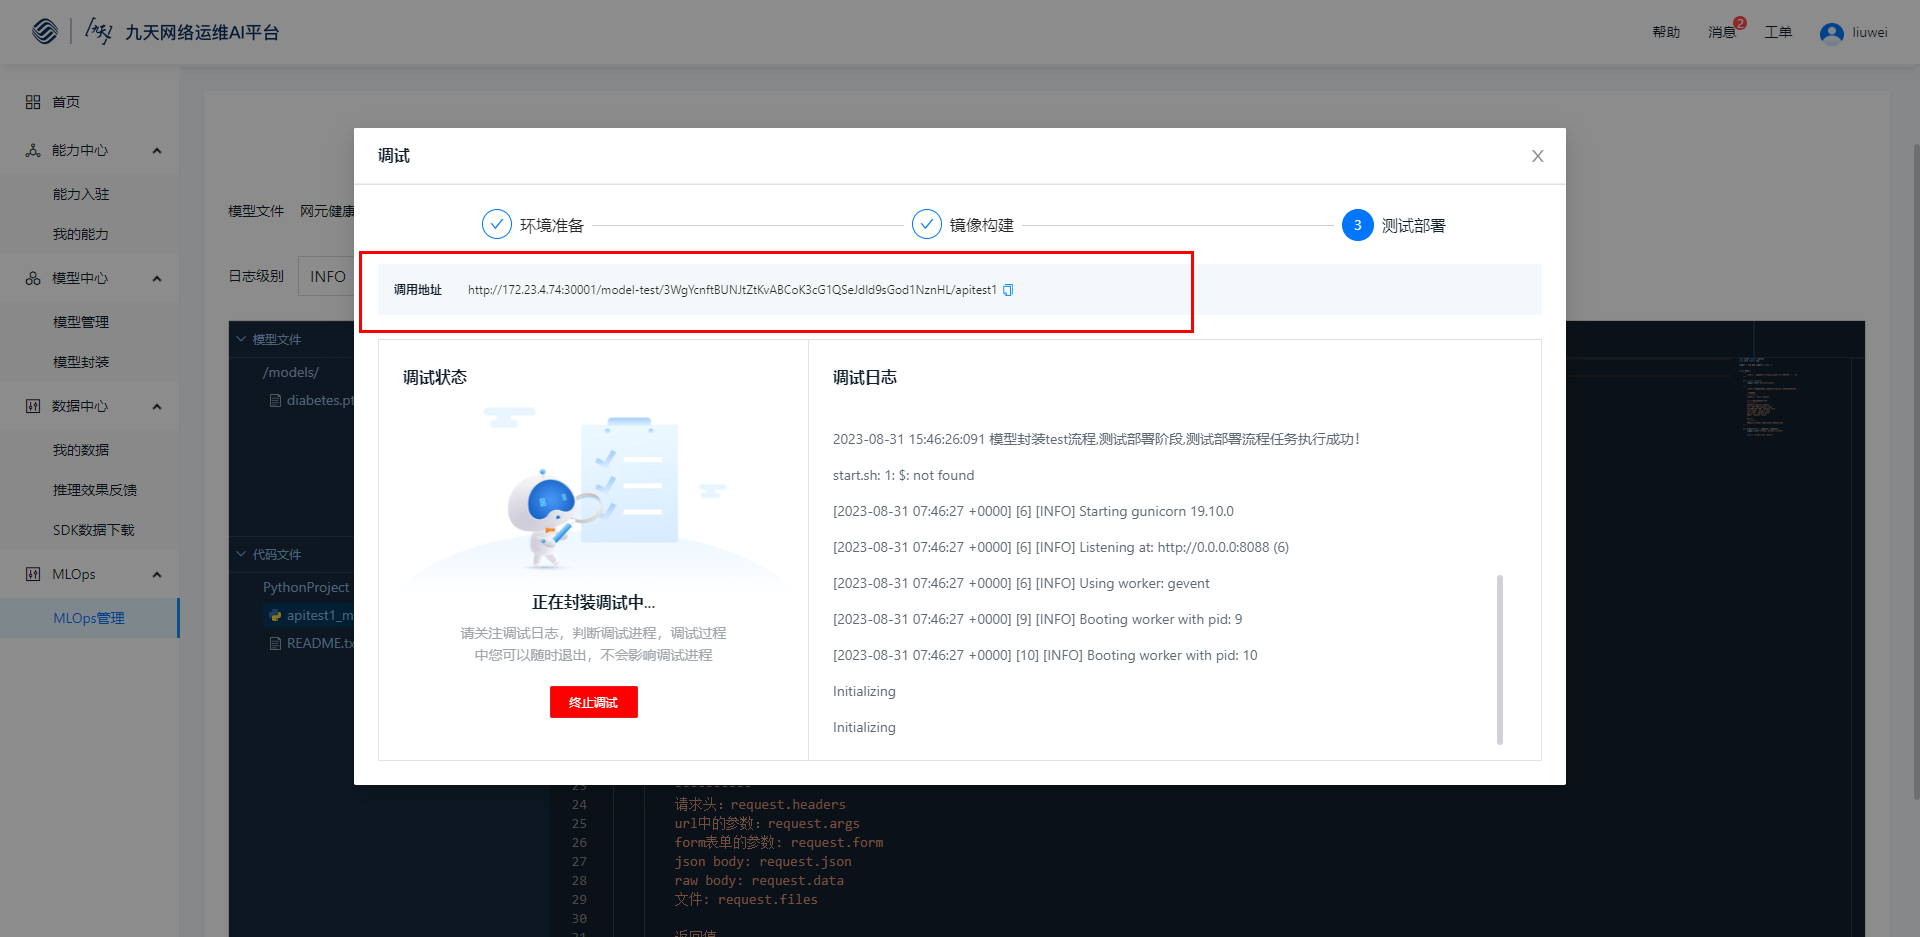 九天网络运维AI平台
帮助
消息
2
工单
liuwei
首页
能力中心
能力入驻
我的能力
模型中心
模型管理
模型封装
数据中心
我的数据
推理效果反馈
SDK数据下载
MLOps
MLOps管理
模型文件 网元健康
日志级别 INFO
模型文件
/models/
diabetes.pt
代码文件
PythonProject
apitest1_m
README.tx
调试
X
环境准备
镜像构建
3 测试部署
调用地址 http://172.23.4.74:30001/model-test/3WgYcnftBUNJtZtKvABCoK3cG1QSeJdld9sGod1NznHL/apitest1
调试状态
正在封装调试中...
请关注调试日志，判断调试进程，调试过程
中您可以随时退出，不会影响调试进程
终止调试
调试日志
2023-08-31 15:46:26:091 模型封装test流程,测试部署阶段,测试部署流程任务执行成功！
start.sh: 1: $: not found
[2023-08-31 07:46:27 +0000] [6] [INFO] Starting gunicorn 19.10.0
[2023-08-31 07:46:27 +0000] [6] [INFO] Listening at: http://0.0.0.0:8088 (6)
[2023-08-31 07:46:27 +0000] [6] [INFO] Using worker: gevent
[2023-08-31 07:46:27 +0000] [9] [INFO] Booting worker with pid: 9
[2023-08-31 07:46:27 +0000] [10] [INFO] Booting worker with pid: 10
Initializing
Initializing
23 ----------
24 请求头: request.headers
25 url中的参数: request.args
26 form表单的参数: request.form
27 json body: request.json
28 raw body: request.data
29 文件: request.files
30
31 返回值